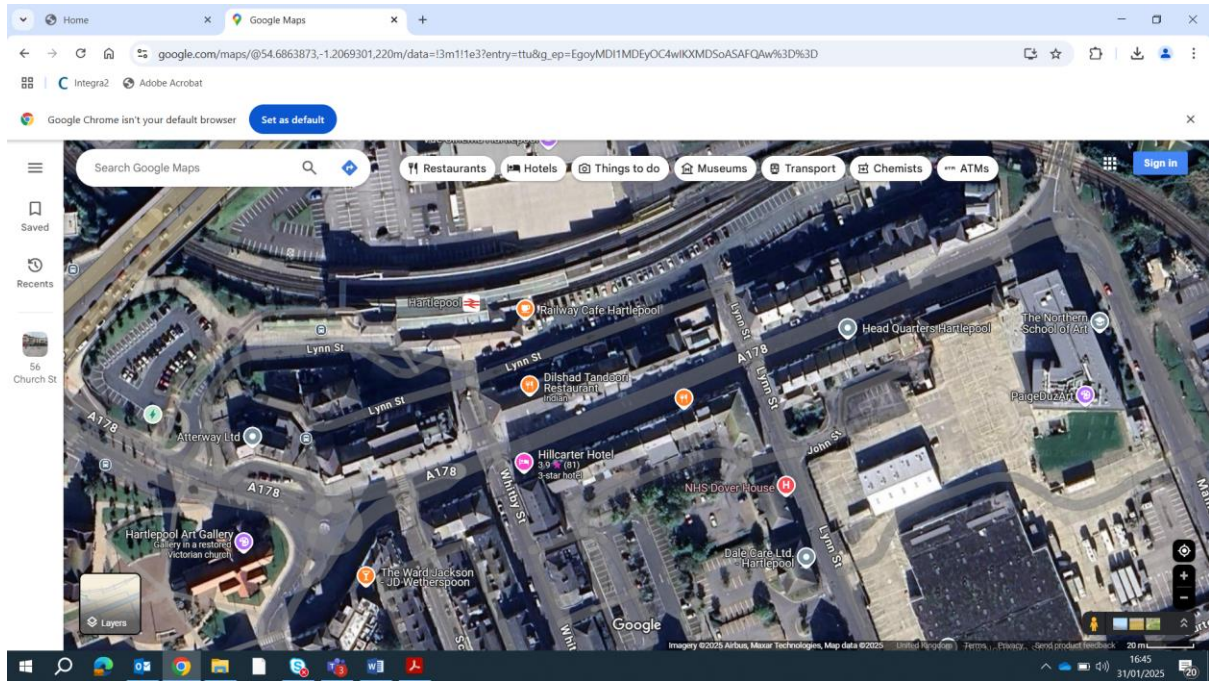 Home
Google Maps
google.com/maps/@54.6863873,-1.2069301,220m/data=!3m1!1e3?entry=ttu&g_ep=EgoyMDI1MDEyOC4wIKXMDSoASAFQAw%3D%3D
Integra2
Adobe Acrobat
Google Chrome isn't your default browser
Set as default
Search Google Maps
Restaurants
Hotels
Things to do
Museums
Transport
Chemists
ATMs
Sign in
Saved
Recents
56
Church St
Hartlepool
Railway Cafe Hartlepool
Lynn St
Lynn St
Head Quarters Hartlepool
The Northern
School of Art
Lynn St
A178
Dilshad Tandoori
Restaurant
Indian
Lynn St
Lynn St
PaigeDuzArt
A178
Atterway Ltd
A178
Hillcarter Hotel
3.9 (81)
3-star hotel
John St
A178
Whitby St
NHS Dover House
Hartlepool Art Gallery
Gallery in a restored
Victorian church
Lynn St
Dale Care Ltd.
- Hartlepool
The Ward Jackson
- JD Wetherspoon
Layers
Google
Imagery ©2025 Airbus, Maxar Technologies, Map data ©2025
United Kingdom
Terms
Privacy
Send product feedback
20 m
16:45
31/01/2025
20